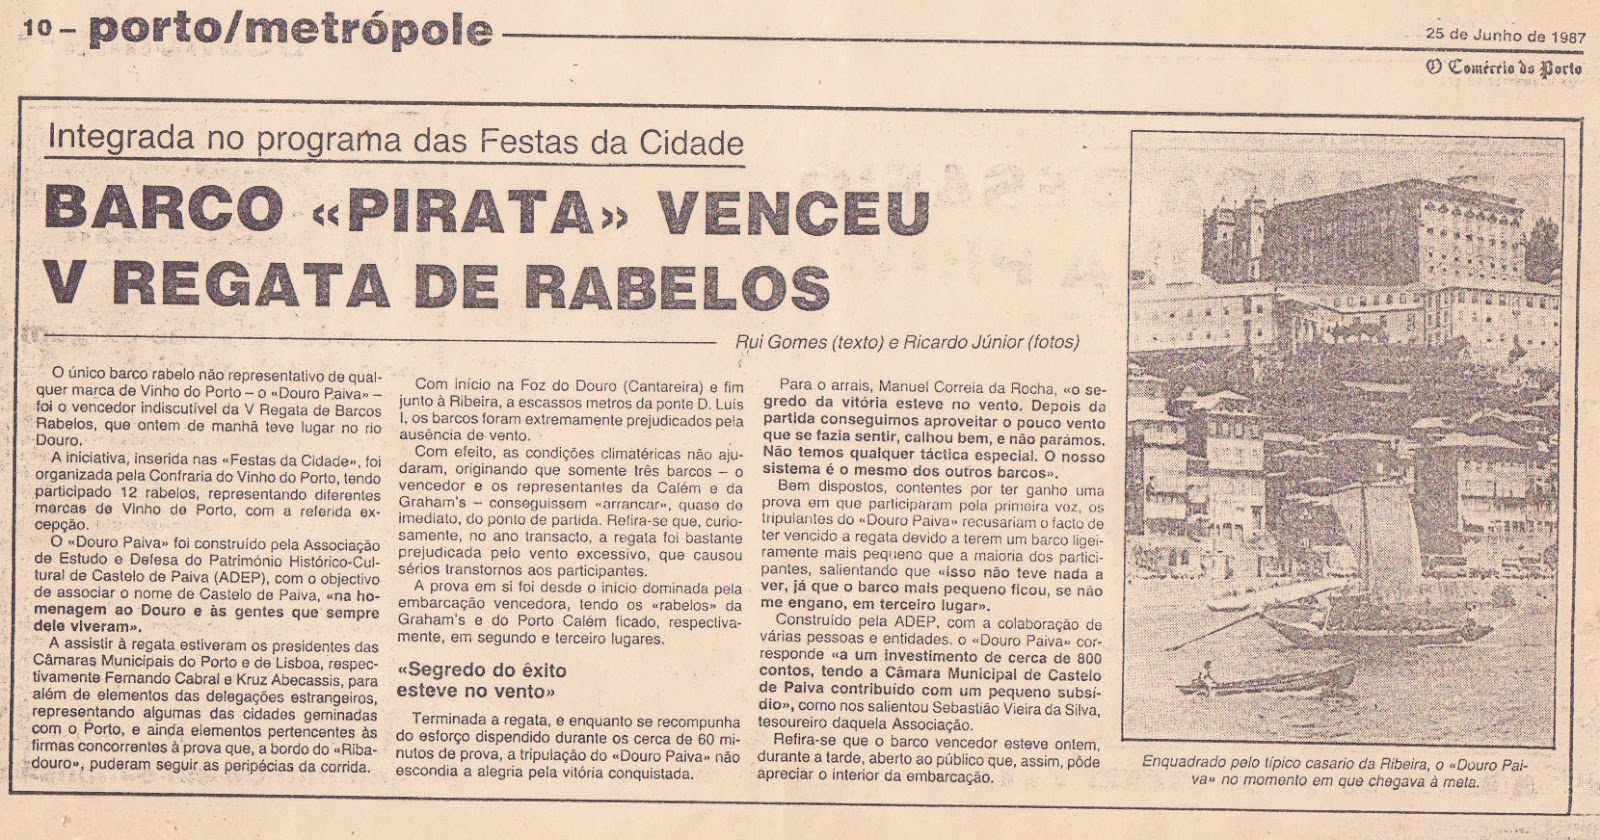 10 – porto/metrópole
25 de Junho de 1987
O Comércio do Porto
Integrada no programa das Festas da Cidade
BARCO «PIRATA» VENCEU
V REGATA DE RABELOS
Rui Gomes (texto) e Ricardo Júnior (fotos)
O único barco rabelo não representativo de qual-
quer marca de Vinho do Porto – o «Douro Paiva» –
foi o vencedor indiscutível da V Regata de Barcos
Rabelos, que ontem de manhã teve lugar no rio
Douro.
A iniciativa, inserida nas «Festas da Cidade», foi
organizada pela Confraria do Vinho do Porto, tendo
participado 12 rabelos, representando diferentes
marcas de Vinho do Porto, com a referida ex-
cepção.
O «Douro Paiva» foi construído pela Associação
de Estudo e Defesa do Património Histórico-Cul-
tural de Castelo de Paiva (ADEP), com o objectivo
de associar o nome de Castelo de Paiva, «na ho-
menagem ao Douro e às gentes que sempre
dele viveram».
A assistir à regata estiveram os presidentes das
Câmaras Municipais do Porto e de Lisboa, respec-
tivamente Fernando Cabral e Kruz Abecassis, para
além de elementos das delegações estrangeiros,
representando algumas das cidades geminadas
com o Porto, e ainda elementos pertencentes às
firmas concorrentes à prova que, a bordo do «Riba-
douro», puderam seguir as peripécias da corrida.
Com início na Foz do Douro (Cantareira) e fim
junto à Ribeira, a escassos metros da ponte D. Luís
I, os barcos foram extremamente prejudicados pela
ausência de vento.
Com efeito, as condições climatéricas não aju-
daram, originando que somente três barcos – o
vencedor e os representantes da Calém e da
Graham's – conseguissem «arrancar», quase de
imediato, do ponto de partida. Refira-se que, curio-
samente, no ano transacto, a regata foi bastante
prejudicada pelo vento excessivo, que causou
sérios transtornos aos participantes.
A prova em si foi desde o início dominada pela
embarcação vencedora, tendo os «rabelos» da
Graham's e do Porto Calém ficado, respectiva-
mente, em segundo e terceiro lugares.
«Segredo do êxito
esteve no vento»
Terminada a regata, e enquanto se recompunha
do esforço dispendido durante os cerca de 60 mi-
nutos de prova, a tripulação do «Douro Paiva» não
escondia a alegria pela vitória conquistada.
Para o arrais, Manuel Correia da Rocha, «o se-
gredo da vitória esteve no vento. Depois da
partida conseguimos aproveitar o pouco vento
que se fazia sentir, calhou bem, e não parámos.
Não temos qualquer táctica especial. O nosso
sistema é o mesmo dos outros barcos».
Bem dispostos, contentes por ter ganho uma
prova em que participaram pela primeira vez, os
tripulantes do «Douro Paiva» recusariam o facto de
ter vencido a regata devido a terem um barco ligei-
ramente mais pequeno que a maioria dos partici-
pantes, salientando que «isso não teve nada a
ver, já que o barco mais pequeno ficou, se não
me engano, em terceiro lugar».
Construído pela ADEP, com a colaboração de
várias pessoas e entidades. o «Douro Paiva» cor-
responde «a um investimento de cerca de 800
contos, tendo a Câmara Municipal de Castelo
de Paiva contribuído com um pequeno subsí-
dio», como nos salientou Sebastião Vieira da Silva,
tesoureiro daquela Associação.
Refira-se que o barco vencedor esteve ontem,
durante a tarde, aberto ao público que, assim, pôde
apreciar o interior da embarcação.
Enquadrado pelo típico casario da Ribeira, o «Douro Pai-
va» no momento em que chegava à meta.